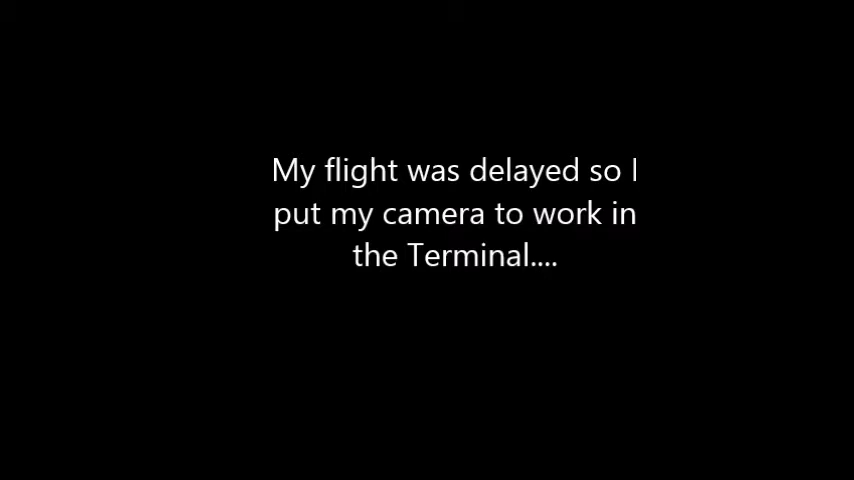 My flight was delayed so I
put my camera to work in
the Terminal....